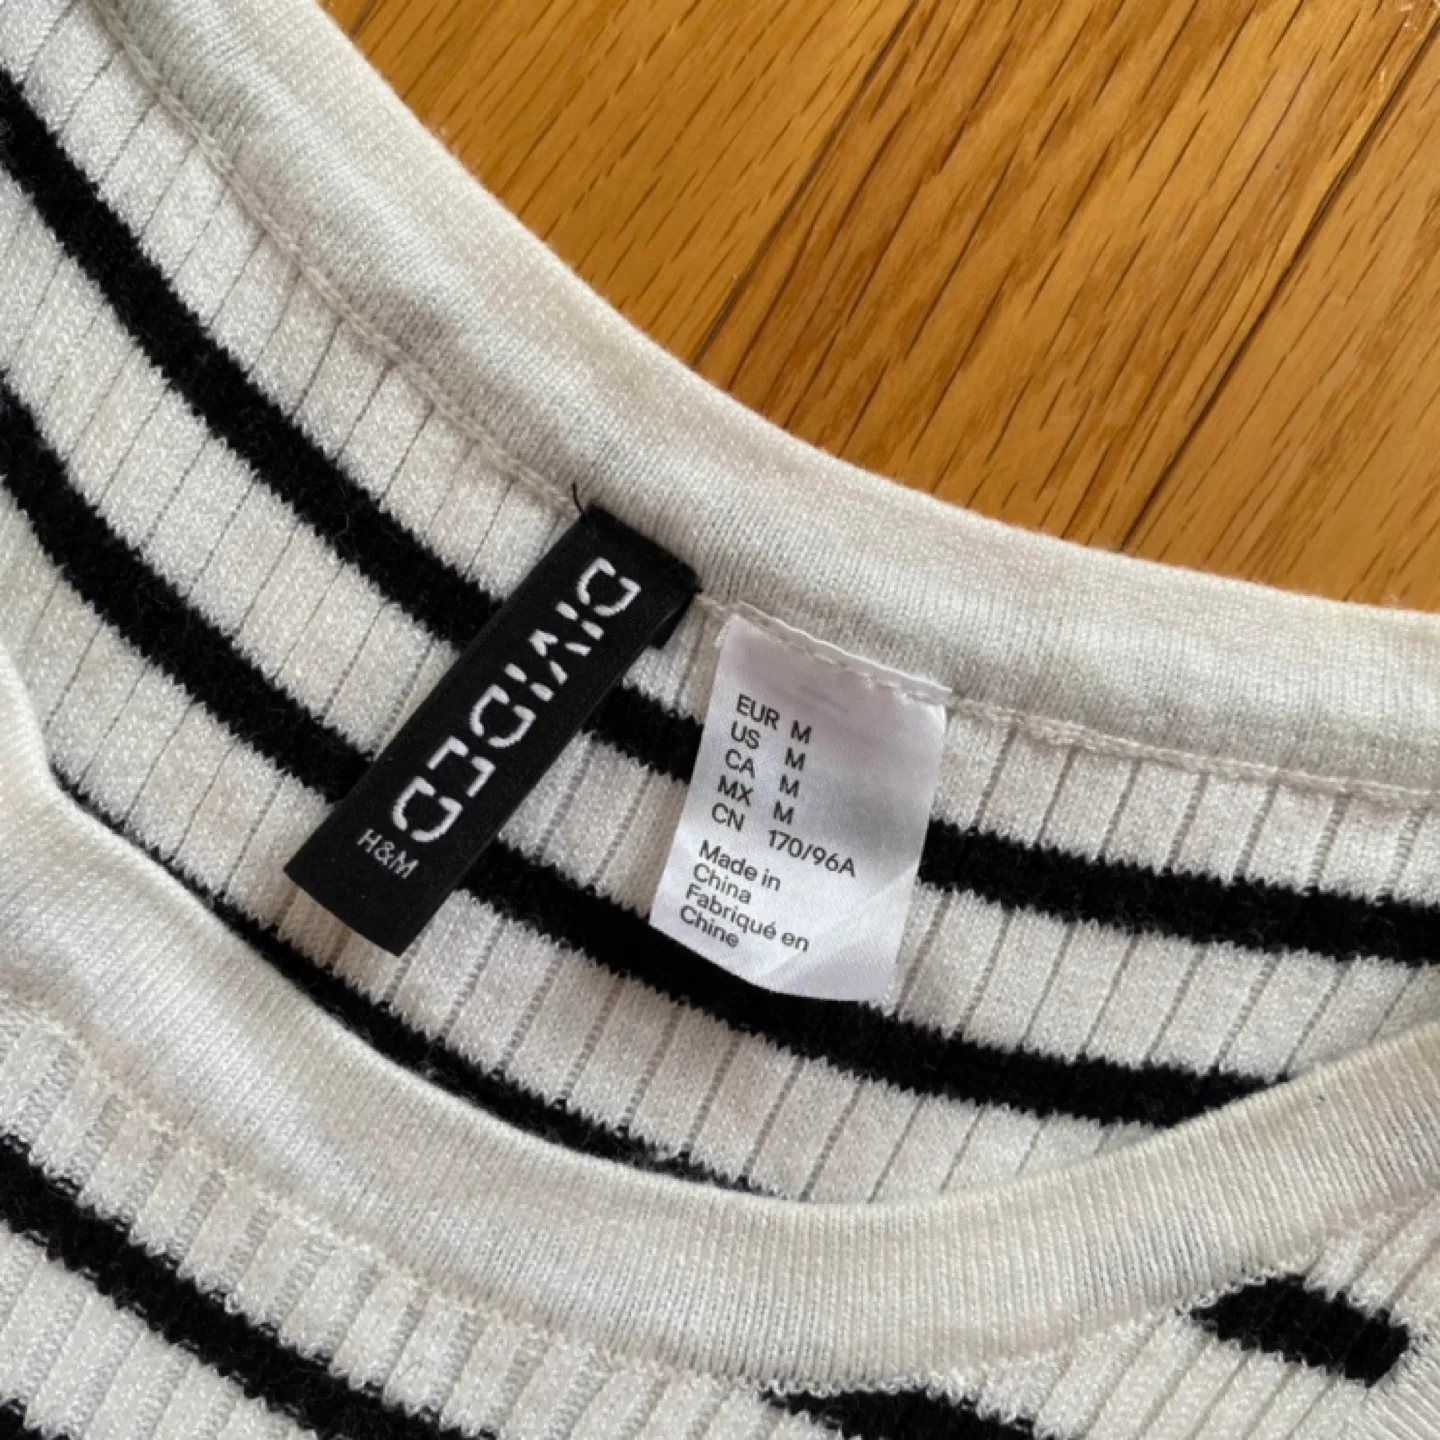 DIVIDED
H&M
EUR M
US M
CA M
MX M
CN 170/96A
Made in
China
Fabriqué en
Chine